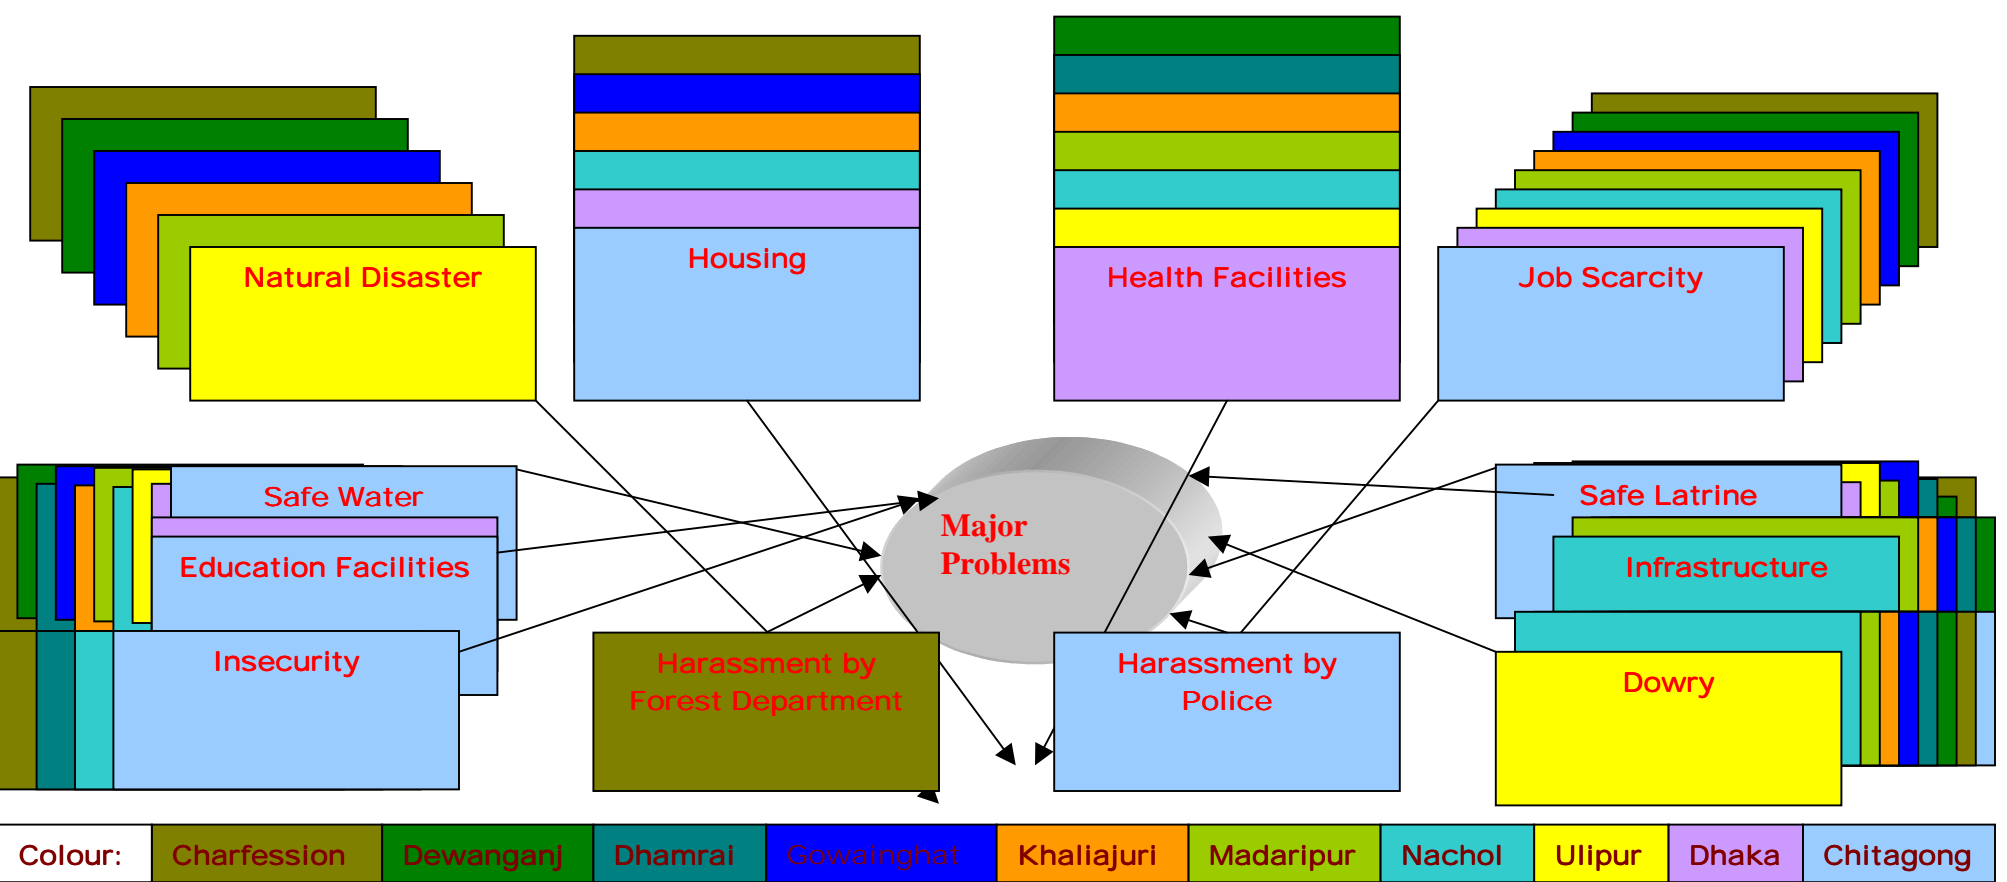 Natural Disaster
Housing
Health Facilities
Job Scarcity
Safe Water
Education Facilities
Insecurity
Major
Problems
Safe Latrine
Infrastructure
Harassment by
Forest Department
Harassment by
Police
Dowry
Colour: Charfession Dewanganj Dhamrai Gowainghat Khaliajuri Madaripur Nachol Ulipur Dhaka Chitagong